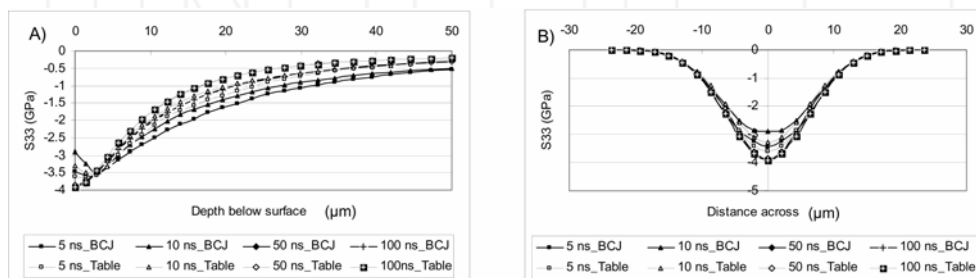 A)
0 10 20 30 40 50
0
-0.5
-1
-1.5
-2
-2.5
-3
-3.5
-4
S33 (GPa)
Depth below surface (µm)
5 ns_BCJ 10 ns_BCJ 50 ns_BCJ 100 ns_BCJ
5 ns_Table 10 ns_Table 50 ns_Table 100ns_Table
B)
-30 -20 -10 0 10 20 30
0
-1
-2
-3
-4
-5
S33 (GPa)
Distance across (µm)
5 ns_BCJ 10 ns_BCJ 50 ns_BCJ 100 ns_BCJ
5 ns_Table 10 ns_Table 50 ns_Table 100ns_Table